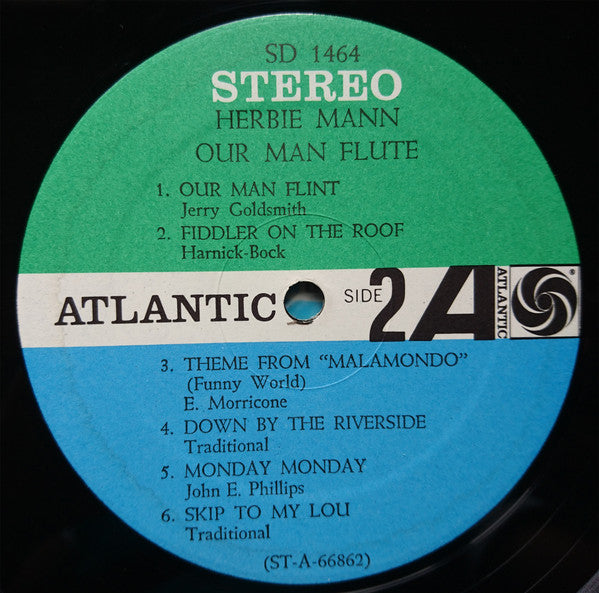 SD 1464
STEREO
HERBIE MANN
OUR MAN FLUTE
1. OUR MAN FLINT
Jerry Goldsmith
2. FIDDLER ON THE ROOF
Harnick-Bock
ATLANTIC
SIDE 2
A
ATLANTIC
®
3. THEME FROM “MALAMONDO”
(Funny World)
E. Morricone
4. DOWN BY THE RIVERSIDE
Traditional
5. MONDAY MONDAY
John E. Phillips
6. SKIP TO MY LOU
Traditional
(ST-A-66862)